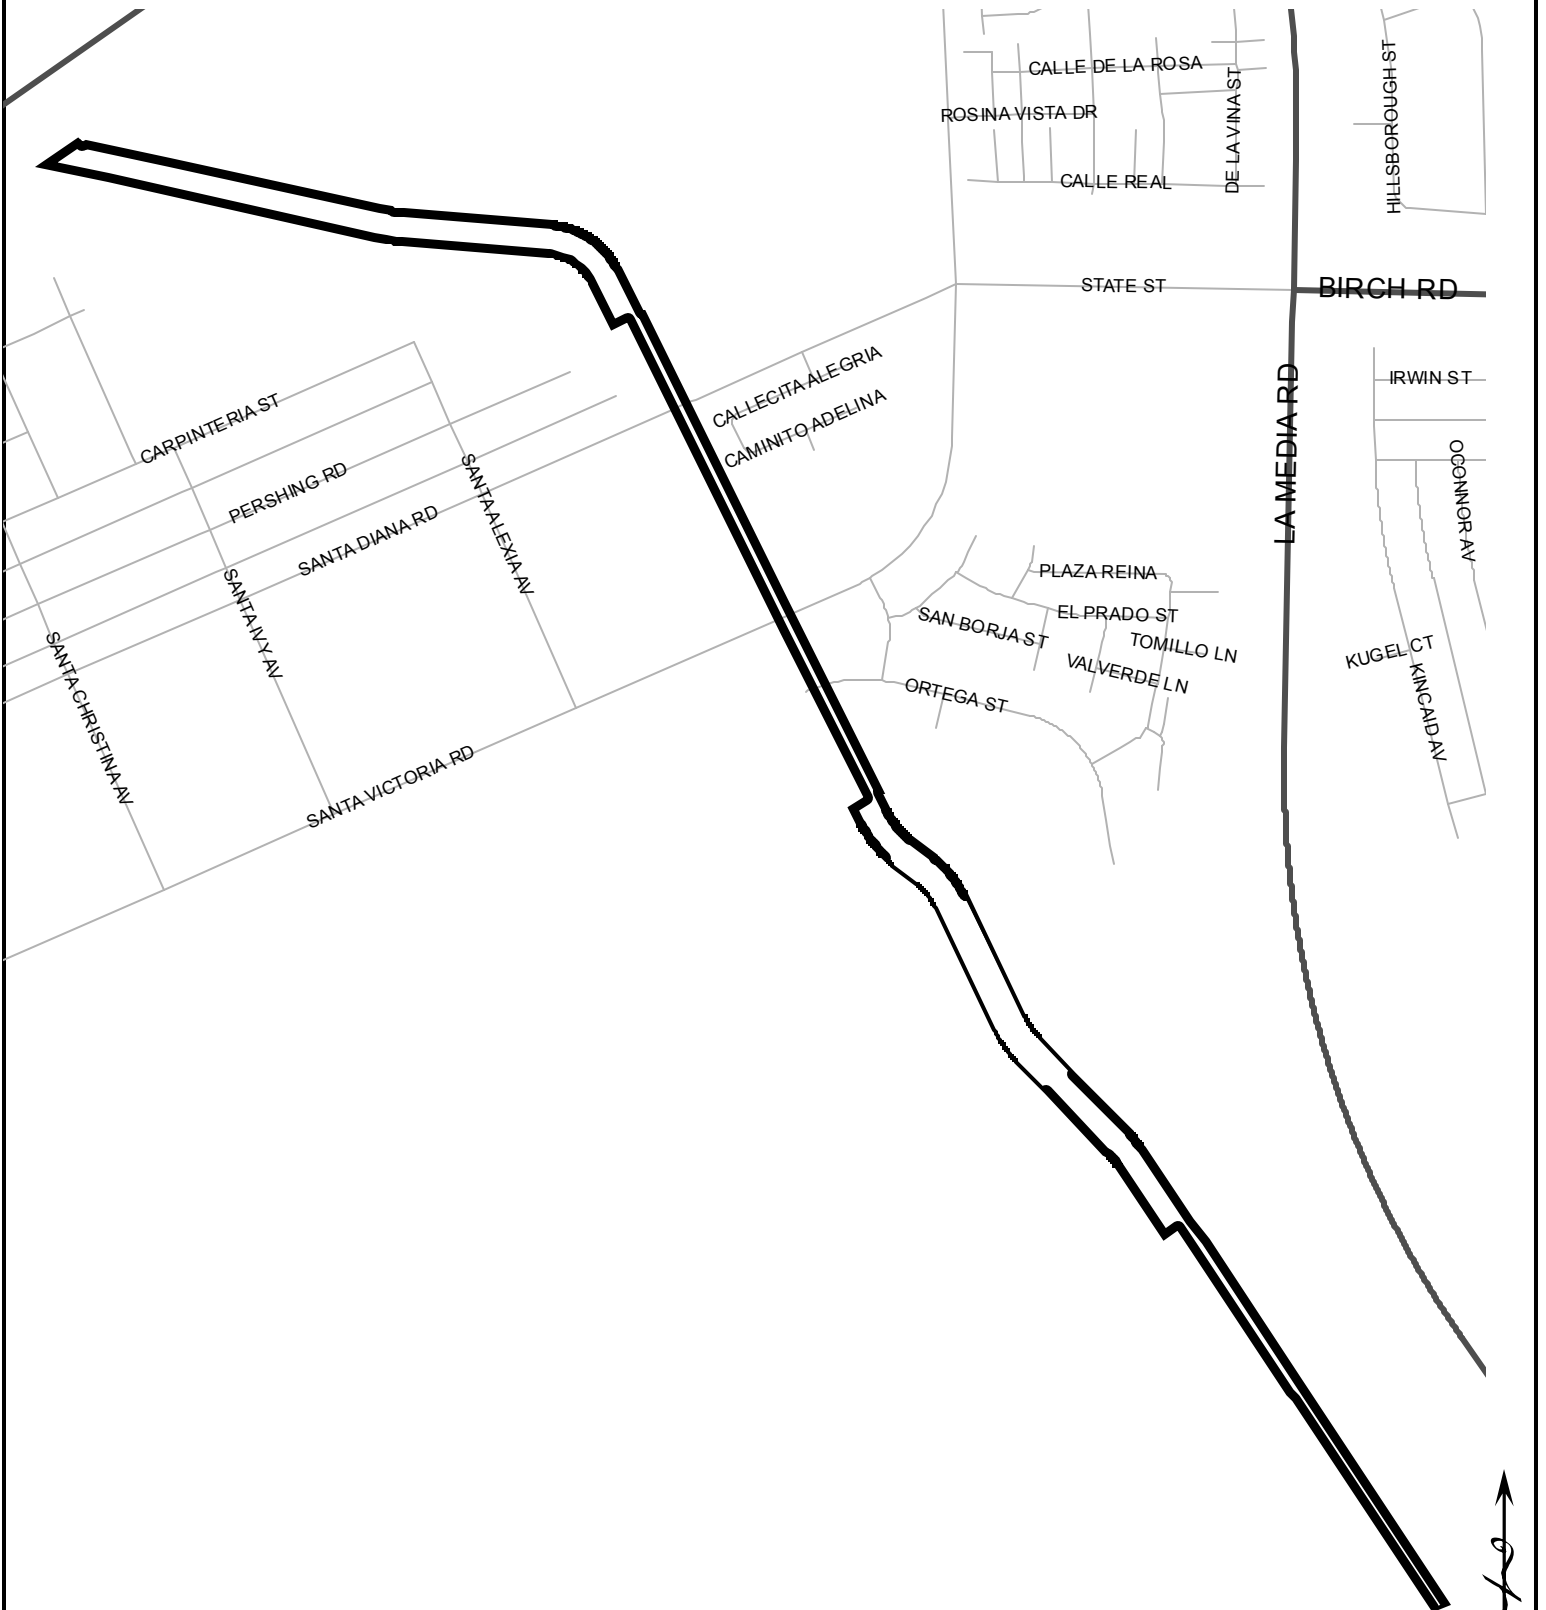 CALLE DE LA ROSA
ROSINA VISTA DR
DE LA VINA ST
HILLSBOROUGH ST
CALLE REAL
STATE ST
BIRCH RD
CALLECITA ALEGRIA
CAMINITO ADELINA
LA MEDIA RD
IRWIN ST
CARPINTERIA ST
PERSHING RD
SANTA DIANA RD
SANTA ALEXIA AV
OCONNOR AV
PLAZA REINA
EL PRADO ST
SAN BORJA ST
TOMILLO LN
VALVERDE LN
KUGEL CT
KINCAID AV
ORTEGA ST
SANTA IVY AV
SANTA CHRISTINA AV
SANTA VICTORIA RD